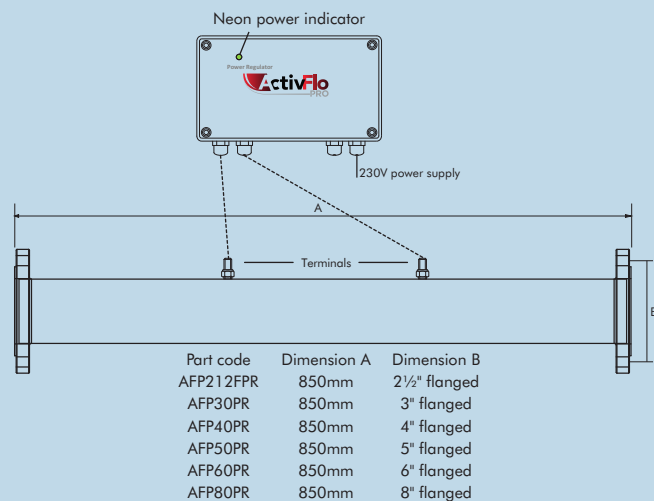 Neon power indicator
Power Regulator
ActivFlo
PRO
230V power supply
A
Terminals
B
Part code Dimension A Dimension B
AFP212FPR 850mm 2½" flanged
AFP30PR 850mm 3" flanged
AFP40PR 850mm 4" flanged
AFP50PR 850mm 5" flanged
AFP60PR 850mm 6" flanged
AFP80PR 850mm 8" flanged